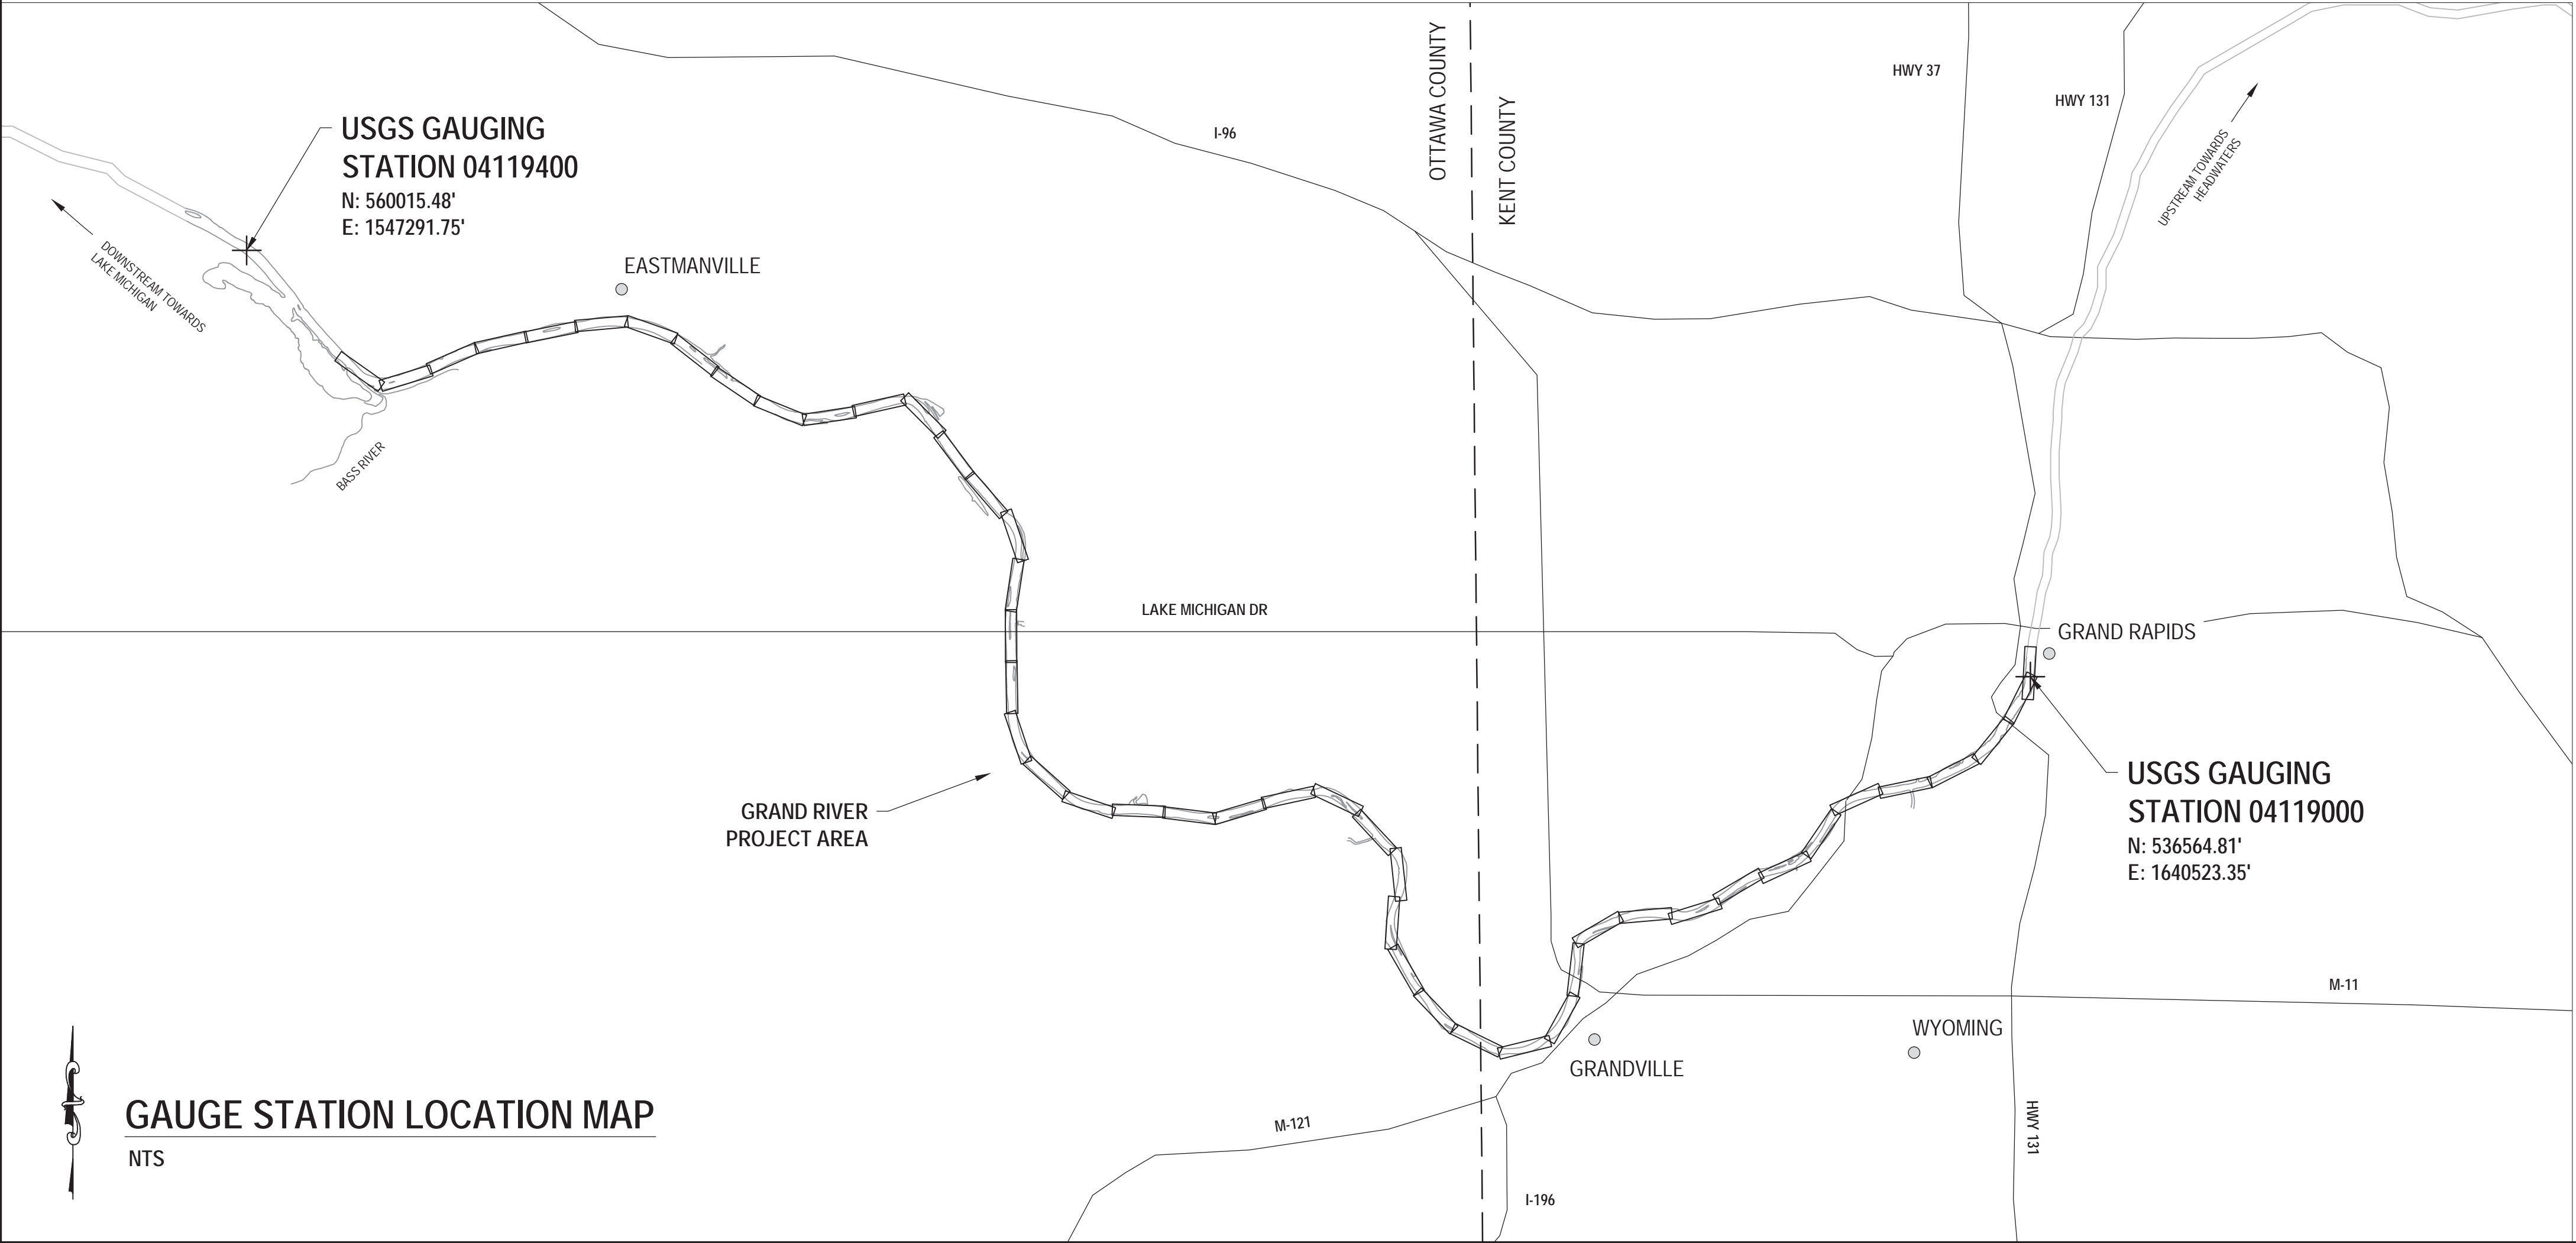 USGS GAUGING
STATION 04119400
N: 560015.48'
E: 1547291.75'
DOWNSTREAM TOWARDS
LAKE MICHIGAN
EASTMANVILLE
BASS RIVER
I-96
OTTAWA COUNTY
KENT COUNTY
HWY 37
HWY 131
UPSTREAM TOWARDS
HEADWATERS
LAKE MICHIGAN DR
GRAND RAPIDS
GRAND RIVER
PROJECT AREA
USGS GAUGING
STATION 04119000
N: 536564.81'
E: 1640523.35'
M-11
WYOMING
GRANDVILLE
M-121
HWY 131
I-196
GAUGE STATION LOCATION MAP
NTS